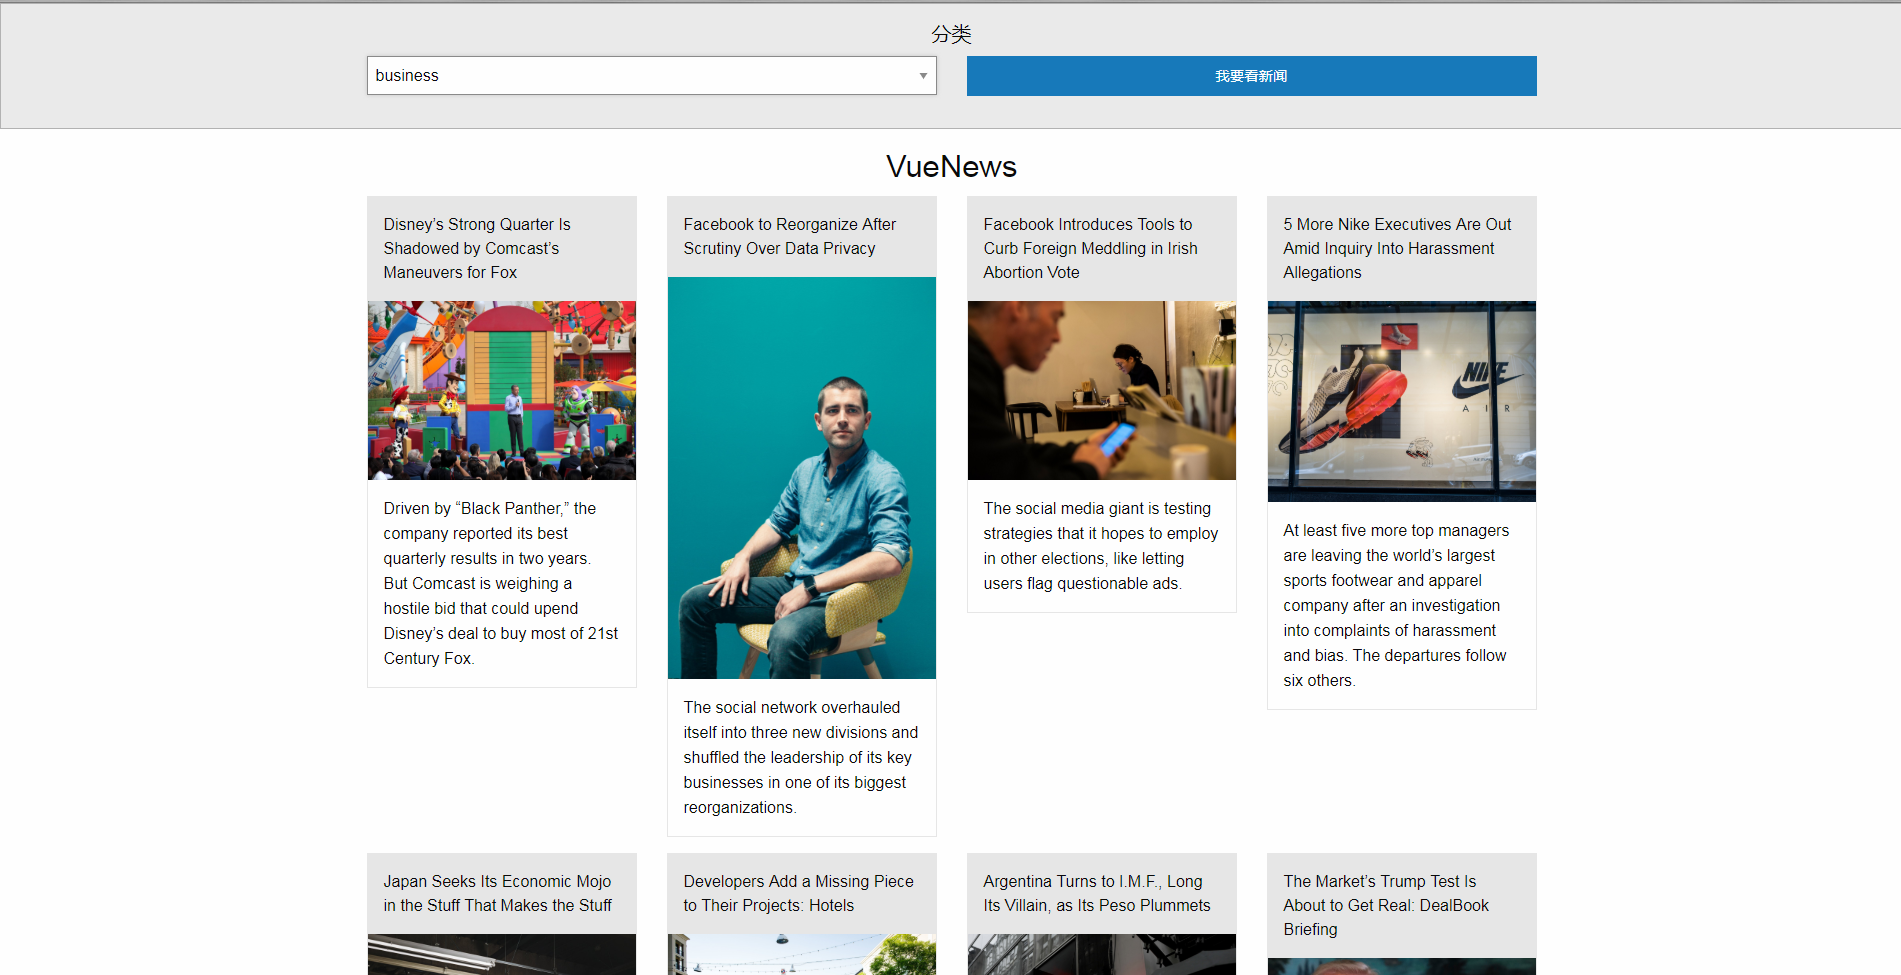 分类
business
我要看新闻
VueNews
Disney’s Strong Quarter Is
Shadowed by Comcast’s
Maneuvers for Fox
Driven by “Black Panther,” the
company reported its best
quarterly results in two years.
But Comcast is weighing a
hostile bid that could upend
Disney’s deal to buy most of 21st
Century Fox.
Facebook to Reorganize After
Scrutiny Over Data Privacy
The social network overhauled
itself into three new divisions and
shuffled the leadership of its key
businesses in one of its biggest
reorganizations.
Facebook Introduces Tools to
Curb Foreign Meddling in Irish
Abortion Vote
The social media giant is testing
strategies that it hopes to employ
in other elections, like letting
users flag questionable ads.
5 More Nike Executives Are Out
Amid Inquiry Into Harassment
Allegations
NIKE
AIR
At least five more top managers
are leaving the world’s largest
sports footwear and apparel
company after an investigation
into complaints of harassment
and bias. The departures follow
six others.
Japan Seeks Its Economic Mojo
in the Stuff That Makes the Stuff
Developers Add a Missing Piece
to Their Projects: Hotels
Argentina Turns to I.M.F., Long
Its Villain, as Its Peso Plummets
The Market’s Trump Test Is
About to Get Real: DealBook
Briefing